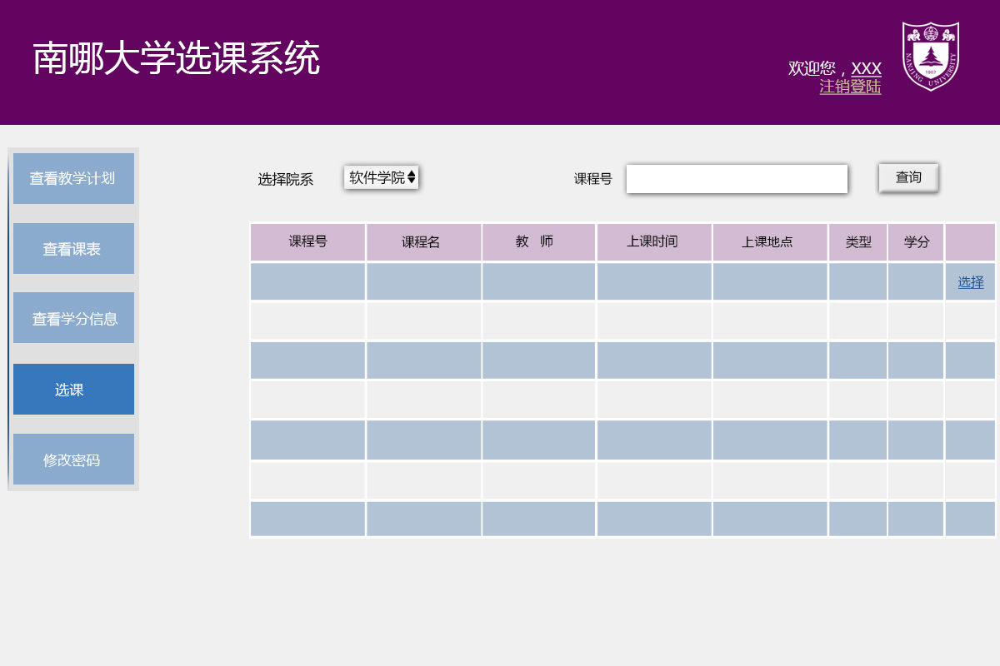 南哪大学选课系统
欢迎您，XXX
注销登陆
NANJING UNIVERSITY
1902
查看教学计划
查看课表
查看学分信息
选课
修改密码
选择院系
软件学院
课程号
查询
课程号 课程名 教 师 上课时间 上课地点 类型 学分
选择